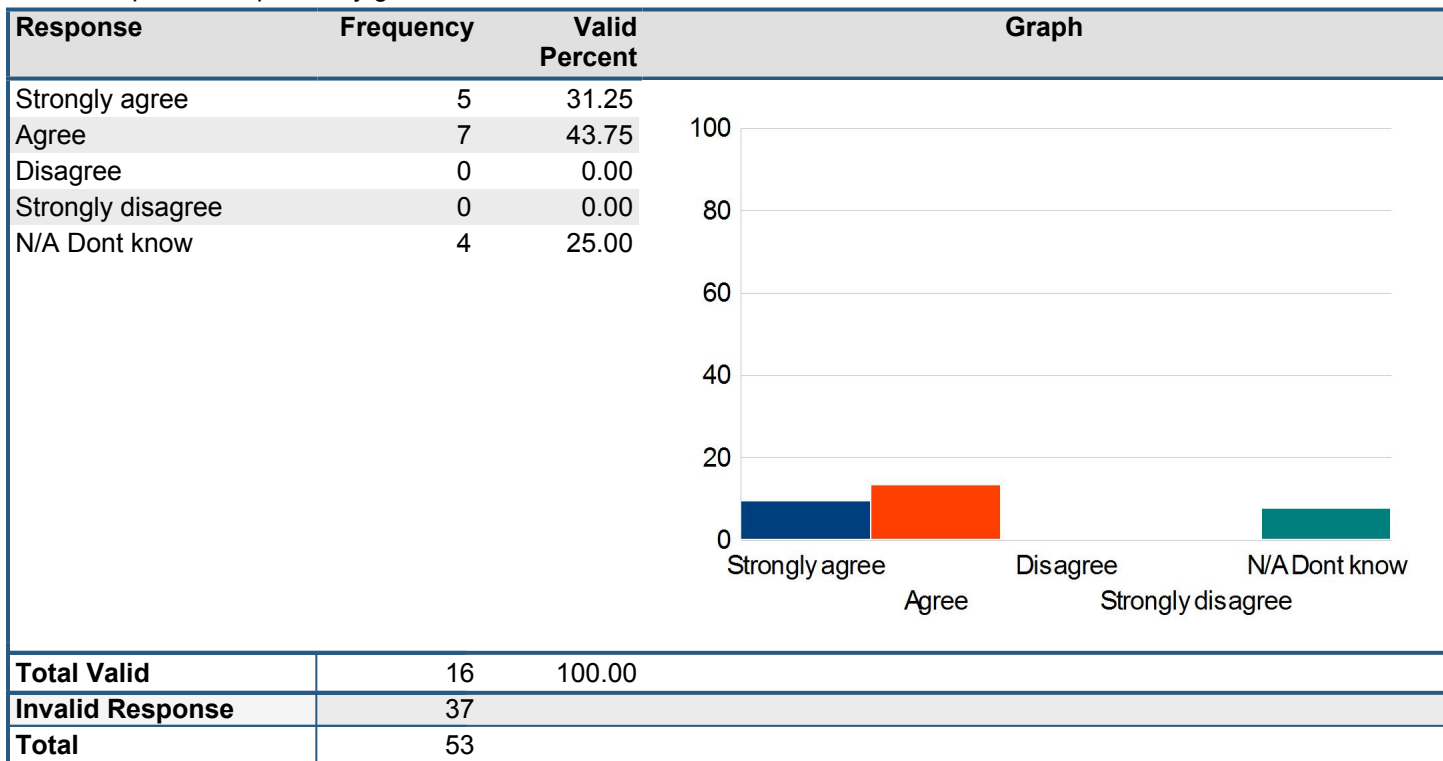 Response Frequency Valid Percent Graph
Strongly agree 5 31.25
Agree 7 43.75
Disagree 0 0.00
Strongly disagree 0 0.00
N/A Dont know 4 25.00
100
80
60
40
20
0
Strongly agree Disagree N/A Dont know
Agree Strongly disagree
Total Valid 16 100.00
Invalid Response 37
Total 53